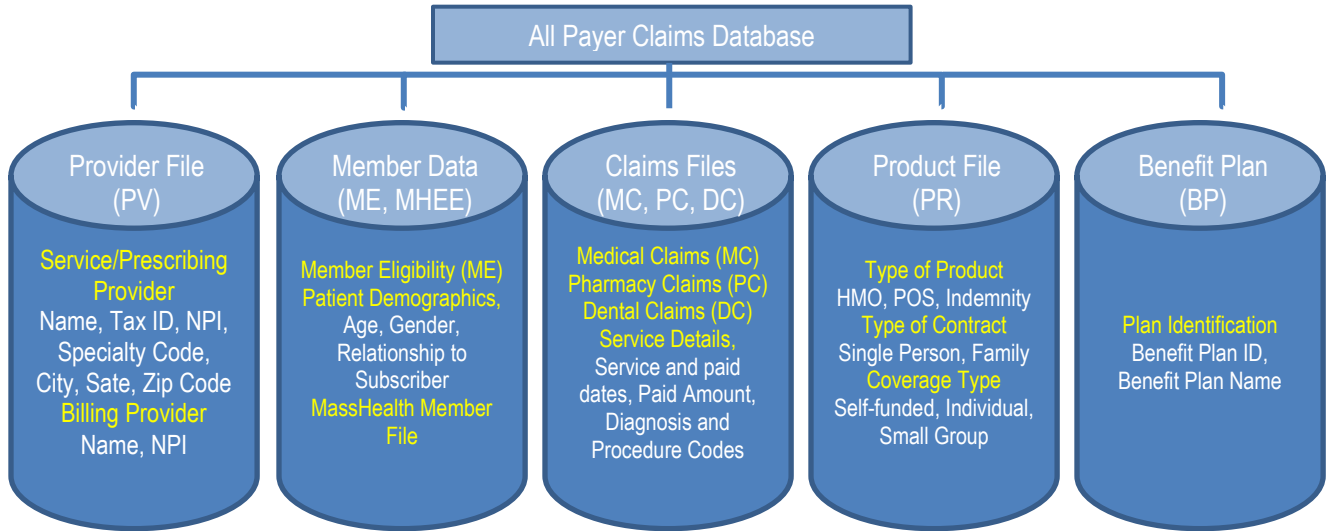 All Payer Claims Database
Provider File
(PV)
Service/Prescribing
Provider
Name, Tax ID, NPI,
Specialty Code,
City, Sate, Zip Code
Billing Provider
Name, NPI
Member Data
(ME, MHEE)
Member Eligibility (ME)
Patient Demographics,
Age, Gender,
Relationship to
Subscriber
MassHealth Member
File
Claims Files
(MC, PC, DC)
Medical Claims (MC)
Pharmacy Claims (PC)
Dental Claims (DC)
Service Details,
Service and paid
dates, Paid Amount,
Diagnosis and
Procedure Codes
Product File
(PR)
Type of Product
HMO, POS, Indemnity
Type of Contract
Single Person, Family
Coverage Type
Self-funded, Individual,
Small Group
Benefit Plan
(BP)
Plan Identification
Benefit Plan ID,
Benefit Plan Name